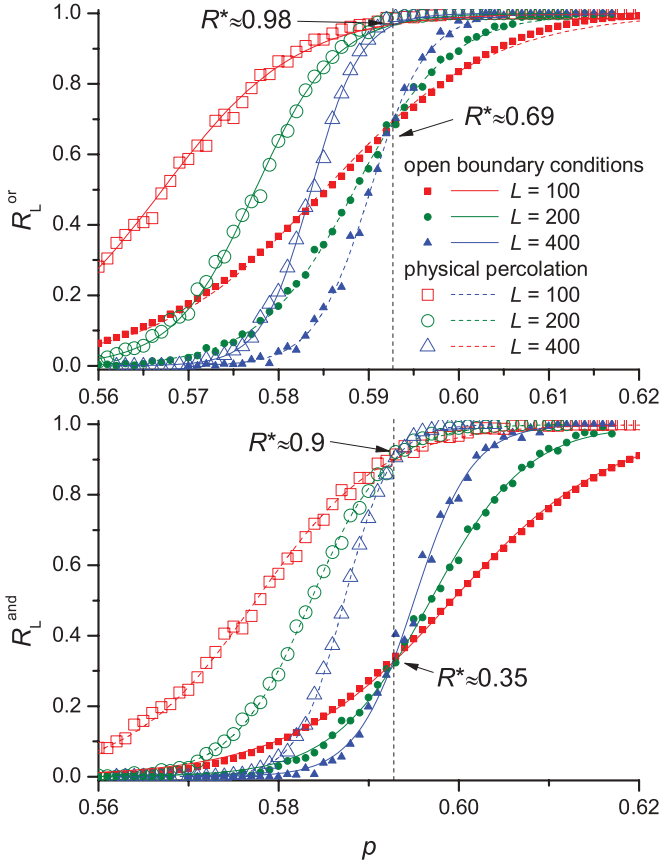 1.0
0.8
0.6
0.4
0.2
0.0
R_L^or
R*≈0.98
R*≈0.69
open boundary conditions
L = 100
L = 200
L = 400
physical percolation
L = 100
L = 200
L = 400
0.56 0.57 0.58 0.59 0.60 0.61 0.62
1.0
0.8
0.6
0.4
0.2
0.0
R_L^and
R*≈0.9
R*≈0.35
0.56 0.58 0.60 0.62
p